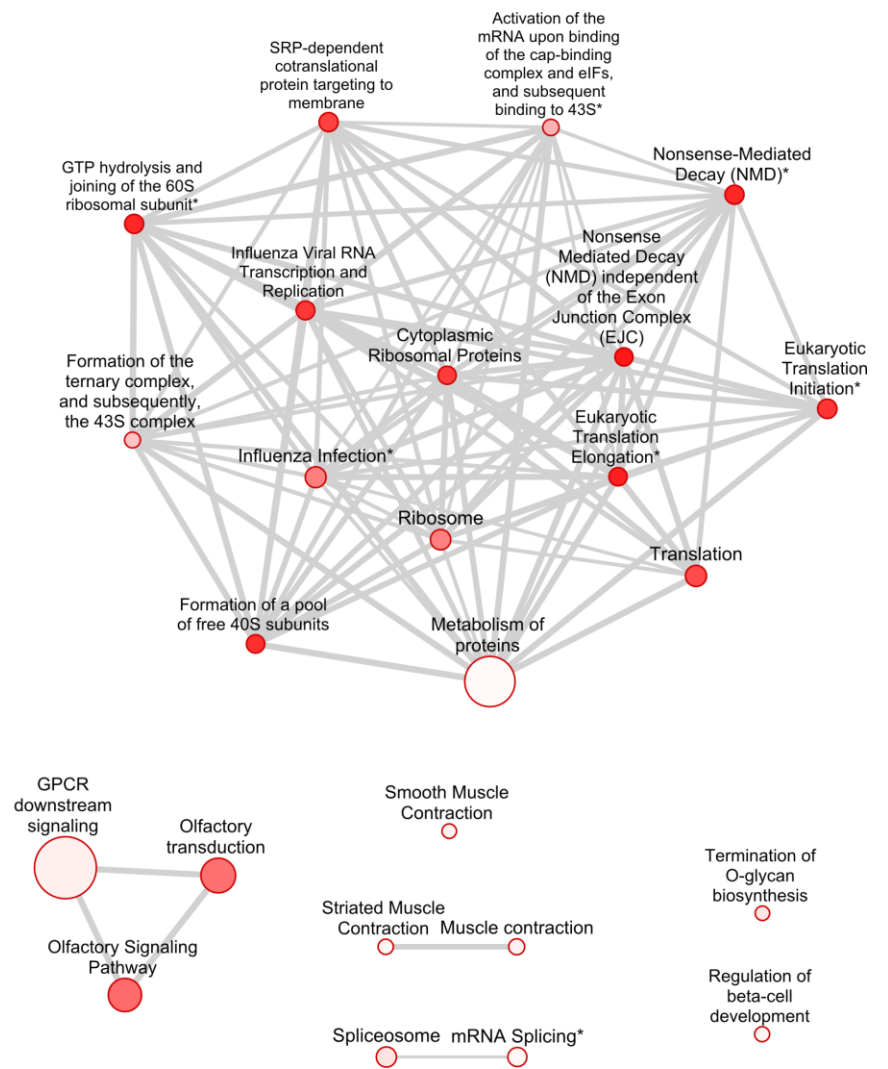 Activation of the
mRNA upon binding
of the cap-binding
complex and eIFs,
and subsequent
binding to 43S*
SRP-dependent
cotranslational
protein targeting to
membrane
Nonsense-Mediated
Decay (NMD)*
GTP hydrolysis and
joining of the 60S
ribosomal subunit*
Nonsense
Mediated Decay
(NMD) independent
of the Exon
Junction Complex
(EJC)
Influenza Viral RNA
Transcription and
Replication
Cytoplasmic
Ribosomal Proteins
Eukaryotic
Translation
Initiation*
Formation of the
ternary complex,
and subsequently,
the 43S complex
Eukaryotic
Translation
Elongation*
Influenza Infection*
Ribosome
Translation
Formation of a pool
of free 40S subunits
Metabolism of
proteins
GPCR
downstream
signaling
Olfactory
transduction
Olfactory Signaling
Pathway
Smooth Muscle
Contraction
Striated Muscle
Contraction
Muscle contraction
Spliceosome
mRNA Splicing*
Termination of
O-glycan
biosynthesis
Regulation of
beta-cell
development